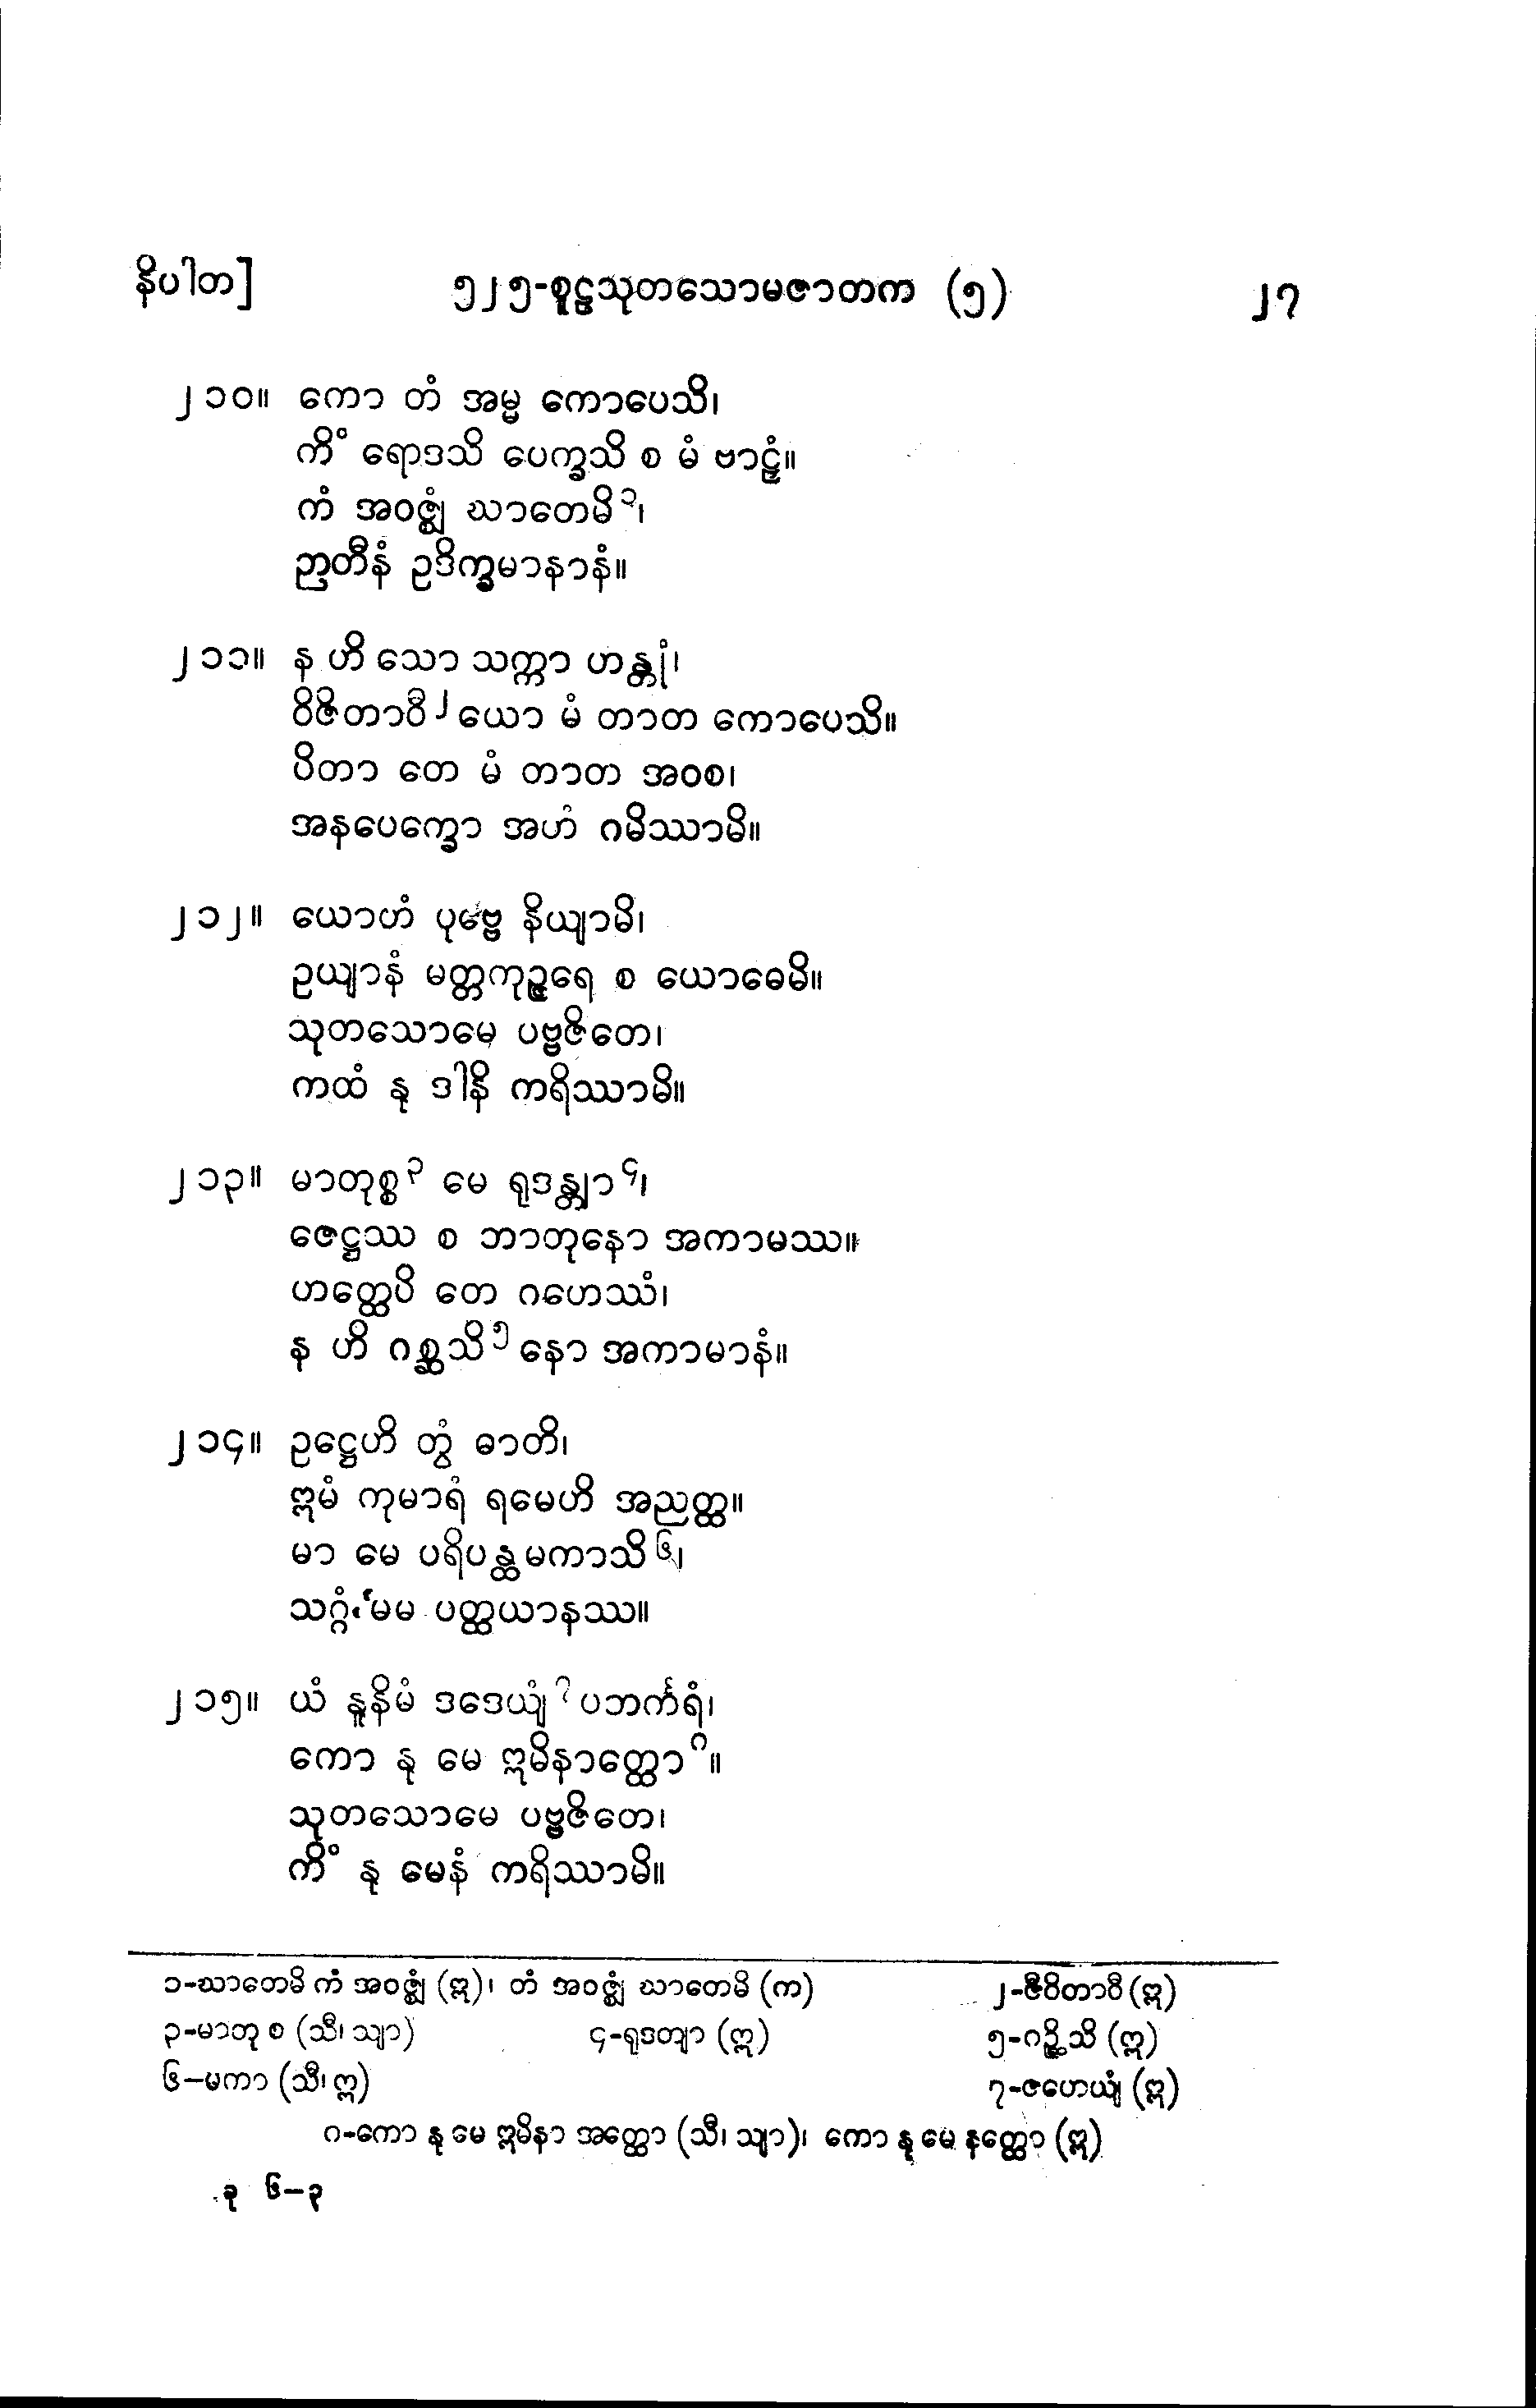 နိပါတ]
၅၂၅-စူဠသုတသောမဇာတက (၅)
၂၇
၂၁၀။ ကော တံ အမ္မ ကောပေသိ၊
ကိံ ရောဒသိ ပေက္ခသိ စ မံ ဗာဠှံ။
ကံ အဝဇ္ဈံ ဃာတေမိ၁၊
ဉာတီနံ ဥဒိက္ခမာနာနံ။
၂၁၁။ န ဟိ သော သက္ကာ ဟန္တုံ၊
ဝိဇိတာဝီ၂ ယော မံ တာတ ကောပေသိ။
ပိတာ တေ မံ တာတ အဝစ၊
အနပေက္ခော အဟံ ဂမိဿာမိ။
၂၁၂။ ယောဟံ ပုဗ္ဗေ နိယျာမိ၊
ဥယျာနံ မတ္တကုဉ္ဇရေ စ ယောဓေမိ။
သုတသောမေ ပဗ္ဗဇိတေ၊
ကထံ နု ဒါနိ ကရိဿာမိ။
၂၁၃။ မာတုစ္စ၃ မေ ရုဒန္တျာ၄၊
ဇေဋ္ဌဿ စ ဘာတုနော အကာမဿ။
ဟတ္ထေပိ တေ ဂဟေဿံ၊
န ဟိ ဂစ္ဆသိ၅ နော အကာမာနံ။
၂၁၄။ ဥဋ္ဌေဟိ တွံ ဓာတိ၊
ဣမံ ကုမာရံ ရမေဟိ အညတ္ထ။
မာ မေ ပရိပန္ထမကာသိ၆၊
သဂ္ဂံ မမ ပတ္ထယာနဿ။
၂၁၅။ ယံ နူနိမံ ဒဒေယျံ၇ ပဘင်္ကရံ၊
ကော နု မေ ဣမိနာတ္ထောဂ။
သုတသောမေ ပဗ္ဗဇိတေ၊
ကိံ နု မေနံ ကရိဿာမိ။
၁-ဃာတေမိ ကံ အဝဇ္ဈံ (ဣ)၊ တံ အဝဇ္ဈံ ဃာတေမိ (က) ၂-ဇီဝိတာဝီ (ဣ)
၃-မာတု စ (သီ၊ သျာ) ၄-ရုဒတျာ (ဣ) ၅-ဂဉ္ဆိသိ (ဣ)
၆-မကာ (သီ၊ ဣ) ၇-ဇဟေယျံ (ဣ)
ဂ-ကော နု မေ ဣမိနာ အတ္ထော (သီ၊ သျာ)၊ ကော နု မေ နတ္ထော (ဣ)
ခု ၆-၃